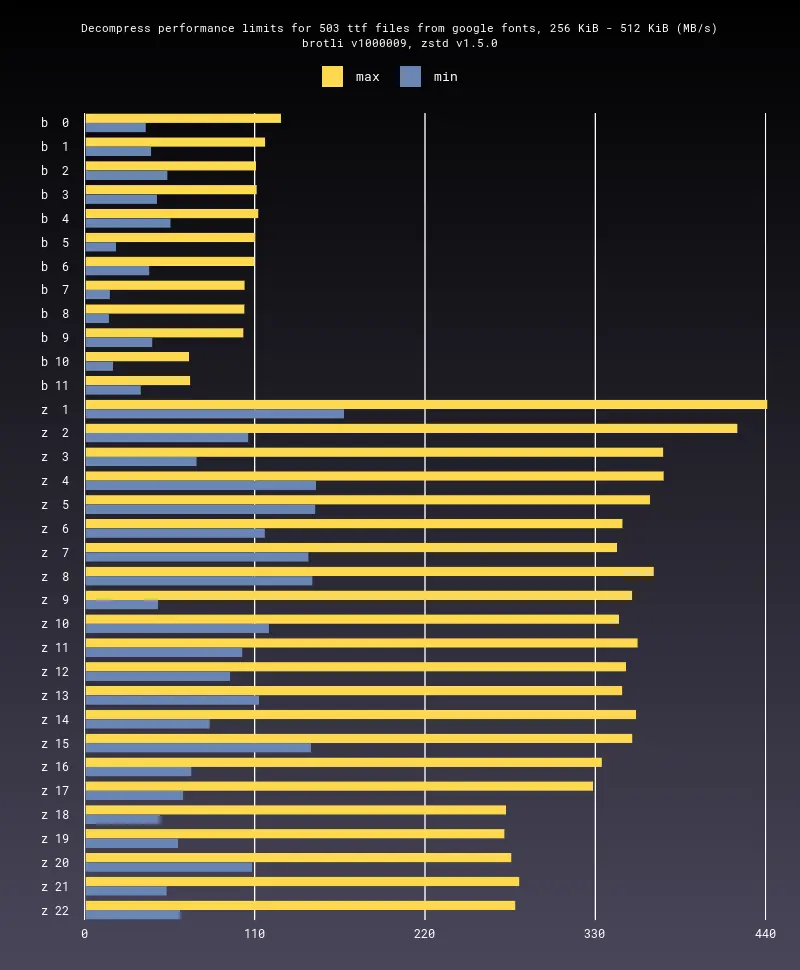 Decompress performance limits for 503 ttf files from google fonts, 256 KiB - 512 KiB (MB/s)
brotli v1000009, zstd v1.5.0
max min
b 0
b 1
b 2
b 3
b 4
b 5
b 6
b 7
b 8
b 9
b 10
b 11
z 1
z 2
z 3
z 4
z 5
z 6
z 7
z 8
z 9
z 10
z 11
z 12
z 13
z 14
z 15
z 16
z 17
z 18
z 19
z 20
z 21
z 22
0 110 220 330 440